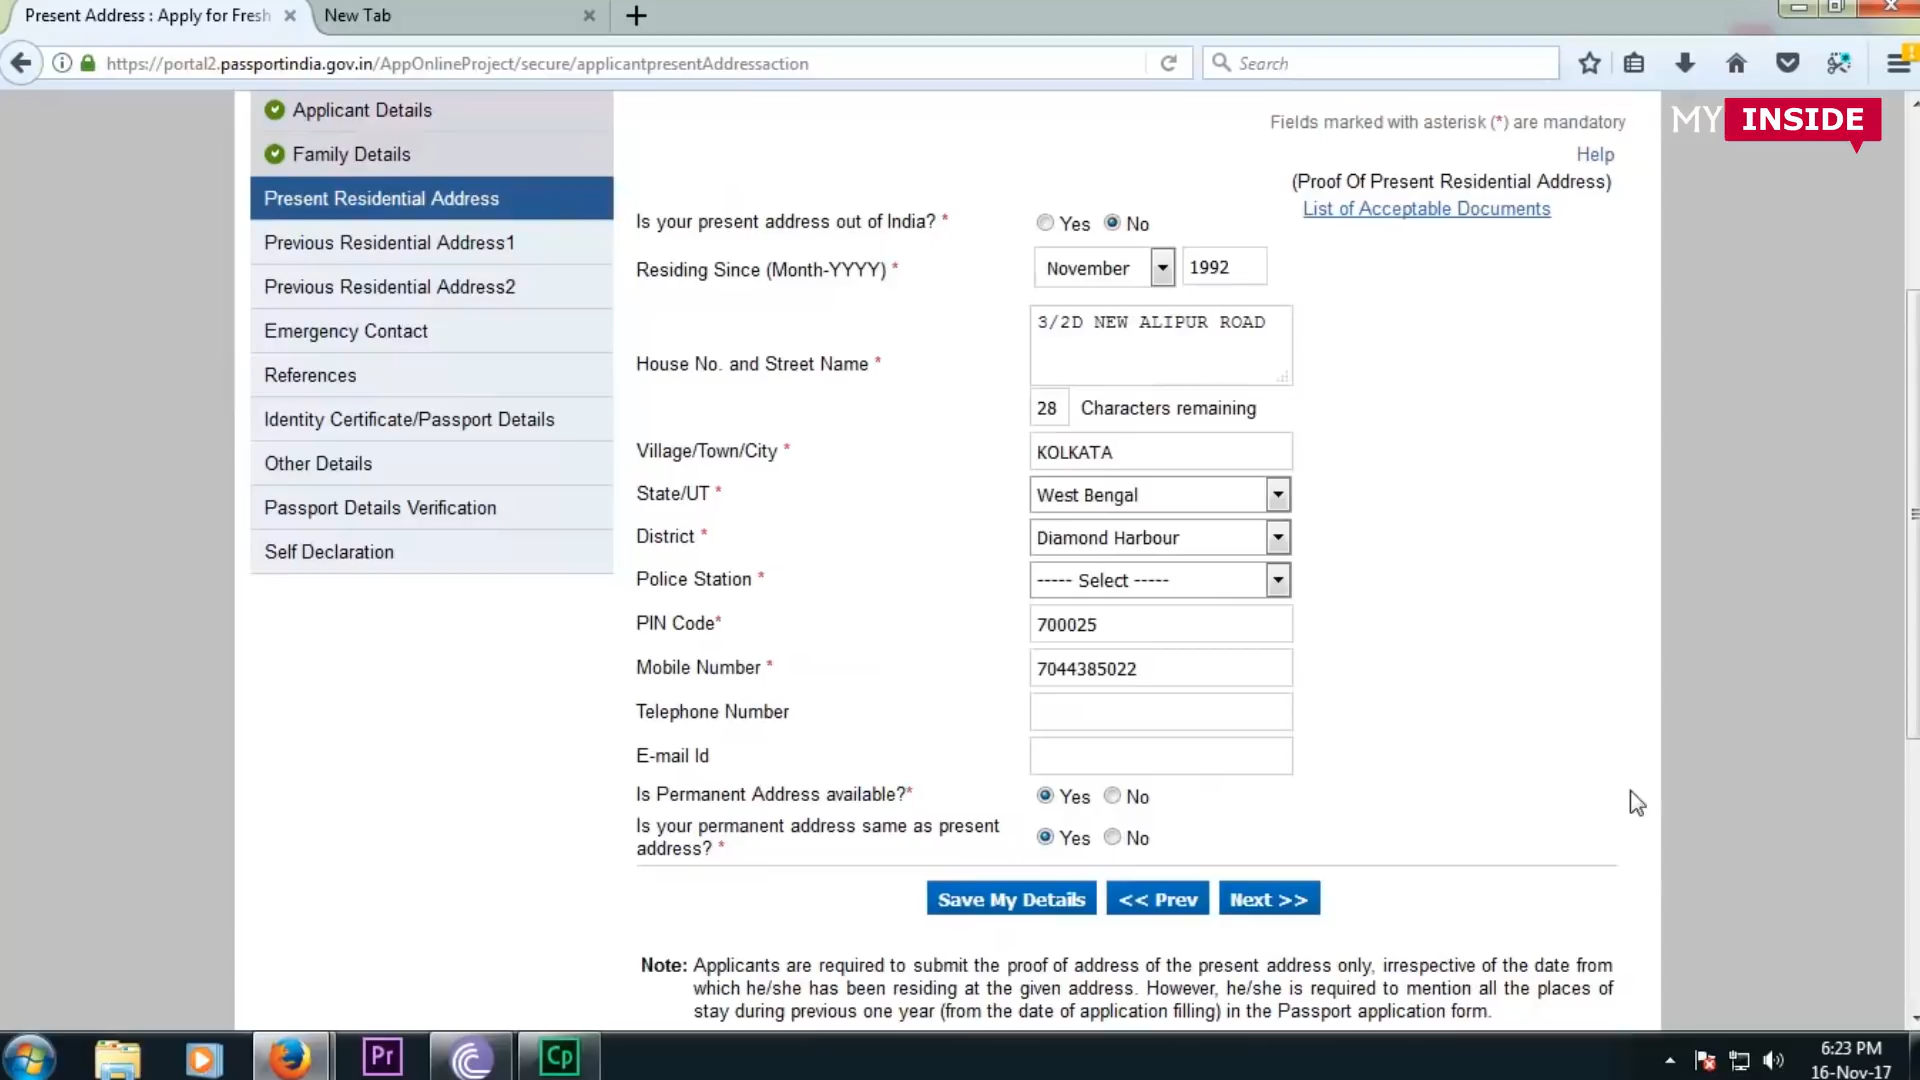 Present Address : Apply for Fresh
New Tab
https://portal2.passportindia.gov.in/AppOnlineProject/secure/applicantpresentAddressaction
Search
MY INSIDE
Applicant Details
Family Details
Present Residential Address
Previous Residential Address1
Previous Residential Address2
Emergency Contact
References
Identity Certificate/Passport Details
Other Details
Passport Details Verification
Self Declaration
Fields marked with asterisk (*) are mandatory
Help
(Proof Of Present Residential Address)
List of Acceptable Documents
Is your present address out of India? * Yes No
Residing Since (Month-YYYY) * November 1992
House No. and Street Name * 3/2D NEW ALIPUR ROAD
28 Characters remaining
Village/Town/City * KOLKATA
State/UT * West Bengal
District * Diamond Harbour
Police Station * ----- Select -----
PIN Code* 700025
Mobile Number * 7044385022
Telephone Number
E-mail Id
Is Permanent Address available?* Yes No
Is your permanent address same as present
address? * Yes No
Save My Details << Prev Next >>
Note: Applicants are required to submit the proof of address of the present address only, irrespective of the date from
which he/she has been residing at the given address. However, he/she is required to mention all the places of
stay during previous one year (from the date of application filling) in the Passport application form.
Pr
Cp
6:23 PM
16-Nov-17